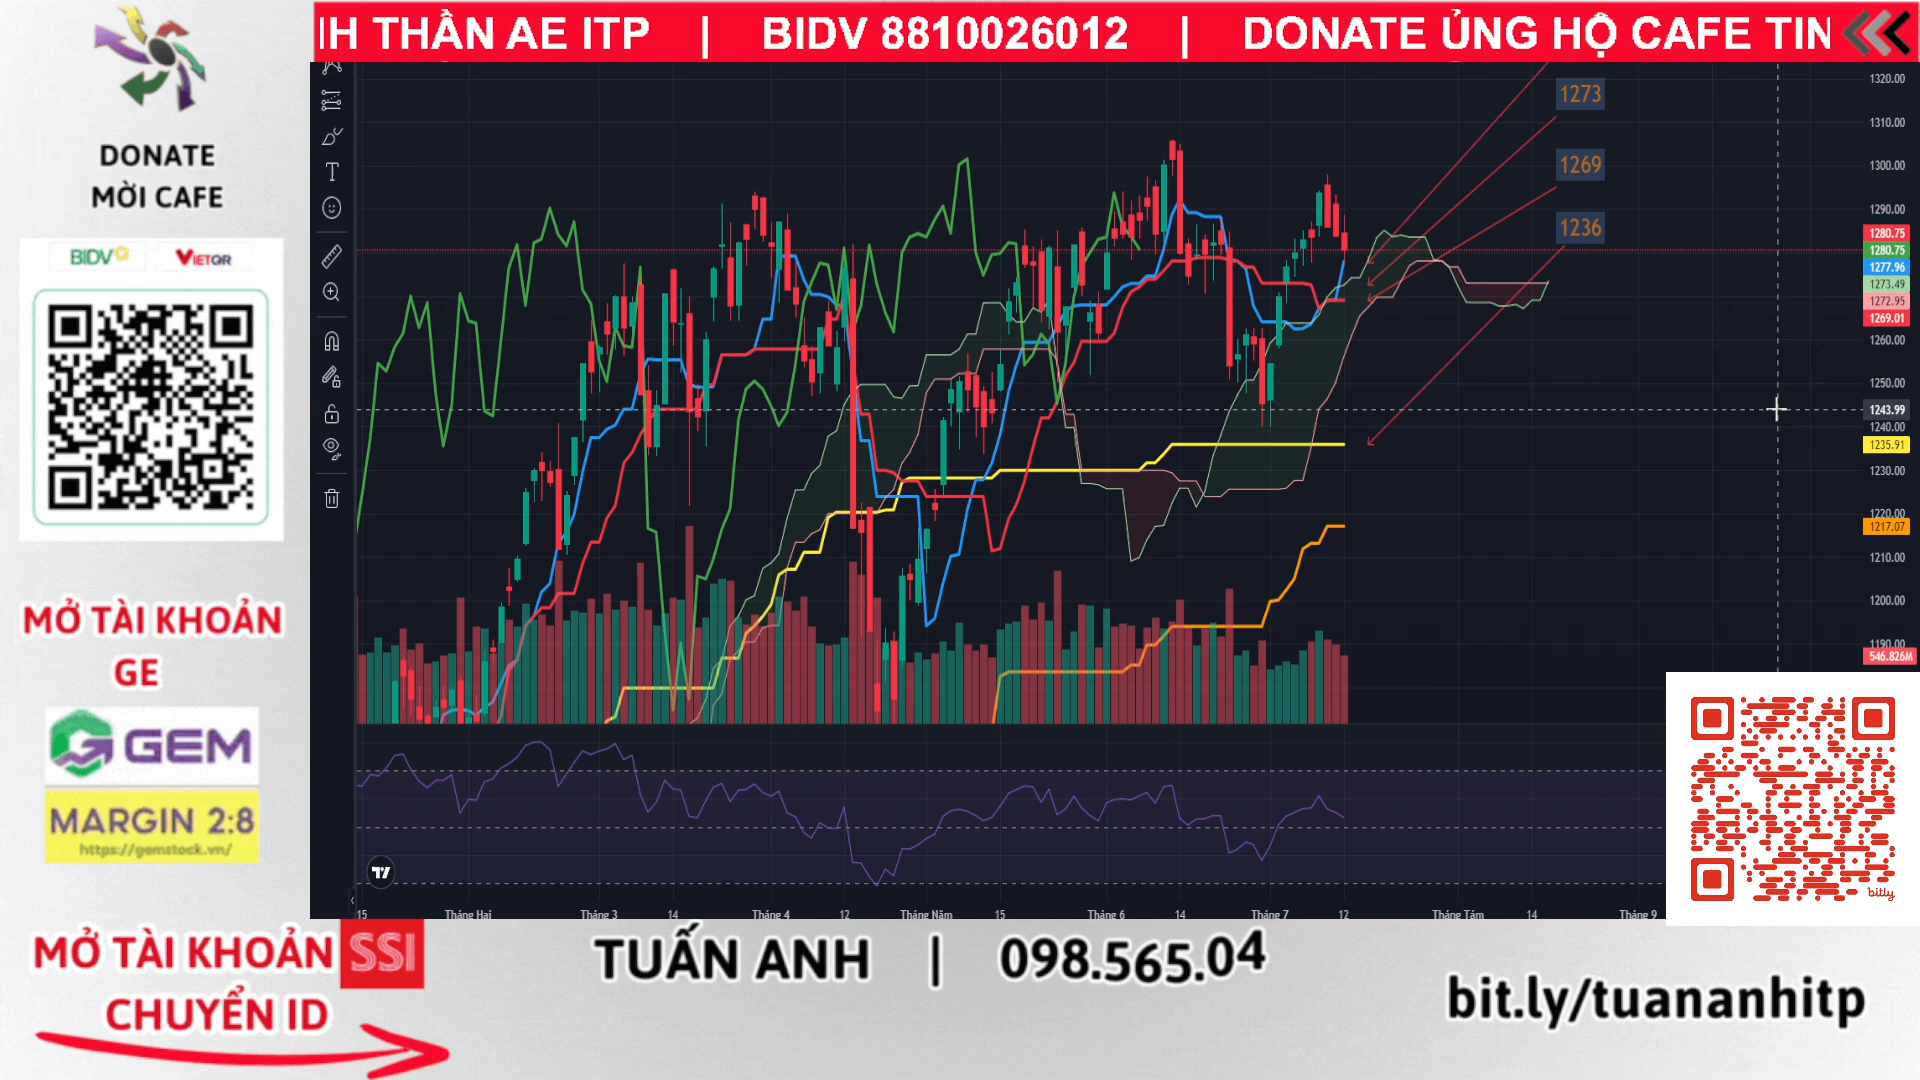 IH THẦN AE ITP | BIDV 8810026012 | DONATE ỦNG HỘ CAFE TIN
DONATE
MỜI CAFE
BIDV VIETQR
MỞ TÀI KHOẢN
GE
GEM
MARGIN 2:8
https://gemstock.vn/
MỞ TÀI KHOẢN SSI
CHUYỂN ID
1273
1269
1236
1320.00
1310.00
1300.00
1290.00
1280.75
1280.75
1277.96
1273.49
1272.95
1269.01
1260.00
1250.00
1243.99
1240.00
1235.91
1230.00
1220.00
1217.07
1210.00
1200.00
1190.00
546.826M
15 Tháng Hai Tháng 3 14 Tháng 4 12 Tháng Năm 15 Tháng 6 14 Tháng 7 12 Tháng Tám 14 Tháng 9
bitly
TUẤN ANH | 098.565.04
bit.ly/tuananhitp